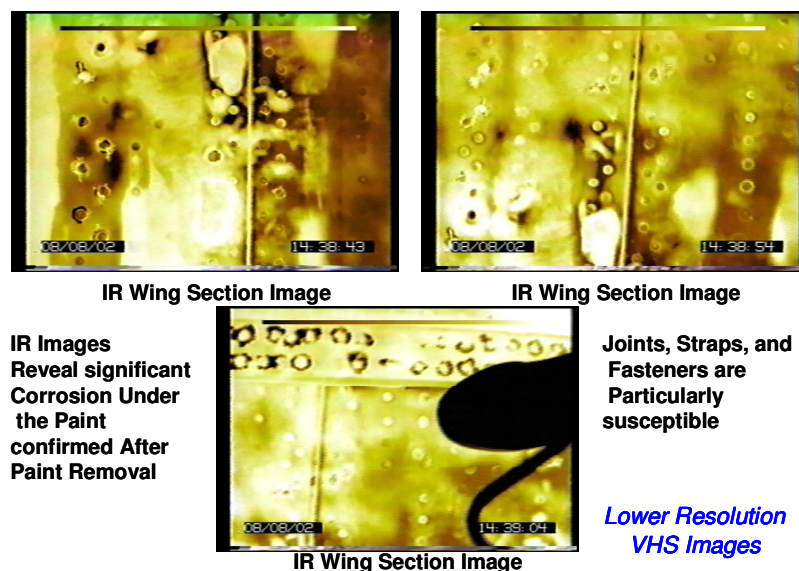 08/08/02 14:38:43
08/08/02 14:38:54
IR Wing Section Image
IR Wing Section Image
IR Images
Reveal significant
Corrosion Under
the Paint
confirmed After
Paint Removal
Joints, Straps, and
Fasteners are
Particularly
susceptible
08/08/02 14:39:04
Lower Resolution
VHS Images
IR Wing Section Image